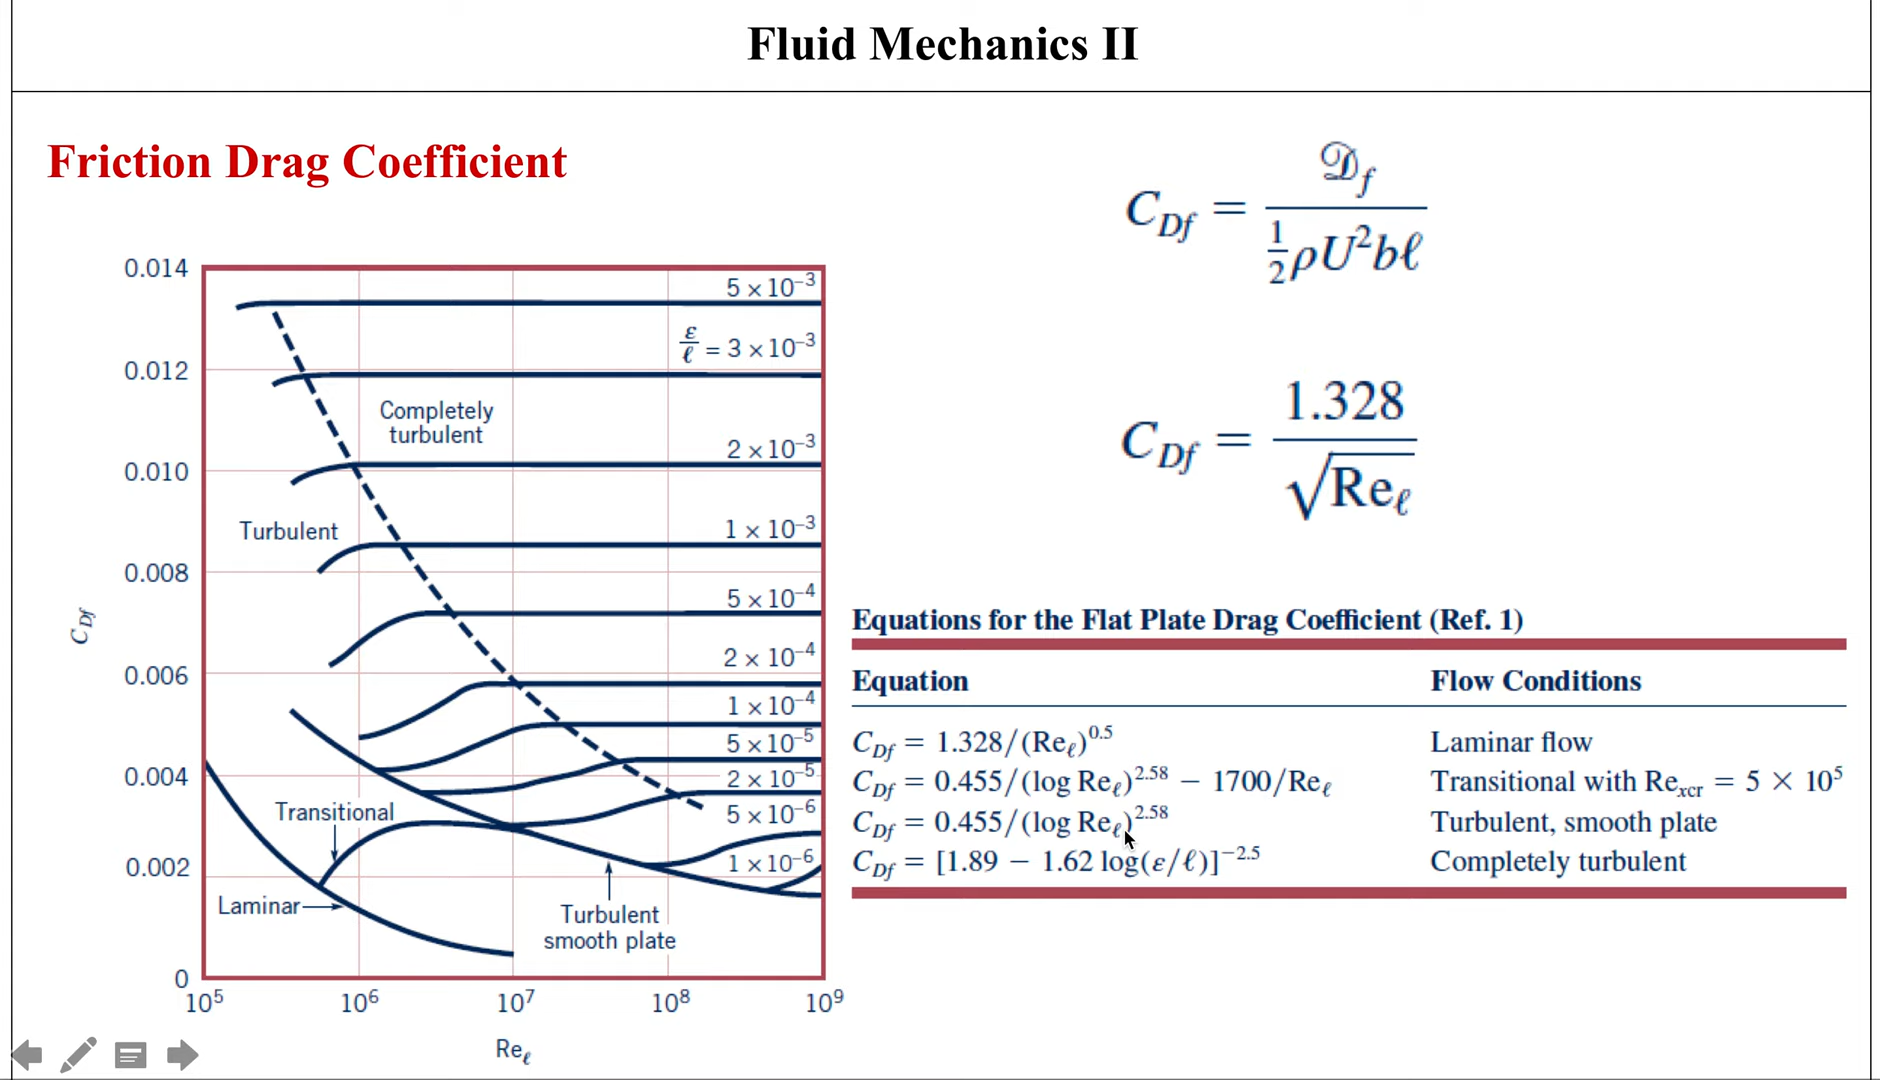 Fluid Mechanics II
Friction Drag Coefficient
C_Df = 𝒟_f / ½ρU²bℓ
C_Df = 1.328 / √Re_ℓ
0.014
0.012
0.010
0.008
0.006
0.004
0.002
0
C_Df
5 × 10⁻³
ε/ℓ = 3 × 10⁻³
Completely
turbulent
2 × 10⁻³
Turbulent
1 × 10⁻³
5 × 10⁻⁴
2 × 10⁻⁴
1 × 10⁻⁴
5 × 10⁻⁵
2 × 10⁻⁵
Transitional
5 × 10⁻⁶
1 × 10⁻⁶
Laminar
Turbulent
smooth plate
10⁵ 10⁶ 10⁷ 10⁸ 10⁹
Re_ℓ
Equations for the Flat Plate Drag Coefficient (Ref. 1)
Equation Flow Conditions
C_Df = 1.328/(Re_ℓ)^0.5 Laminar flow
C_Df = 0.455/(log Re_ℓ)^2.58 − 1700/Re_ℓ Transitional with Re_xcr = 5 × 10⁵
C_Df = 0.455/(log Re_ℓ)^2.58 Turbulent, smooth plate
C_Df = [1.89 − 1.62 log(ε/ℓ)]^−2.5 Completely turbulent